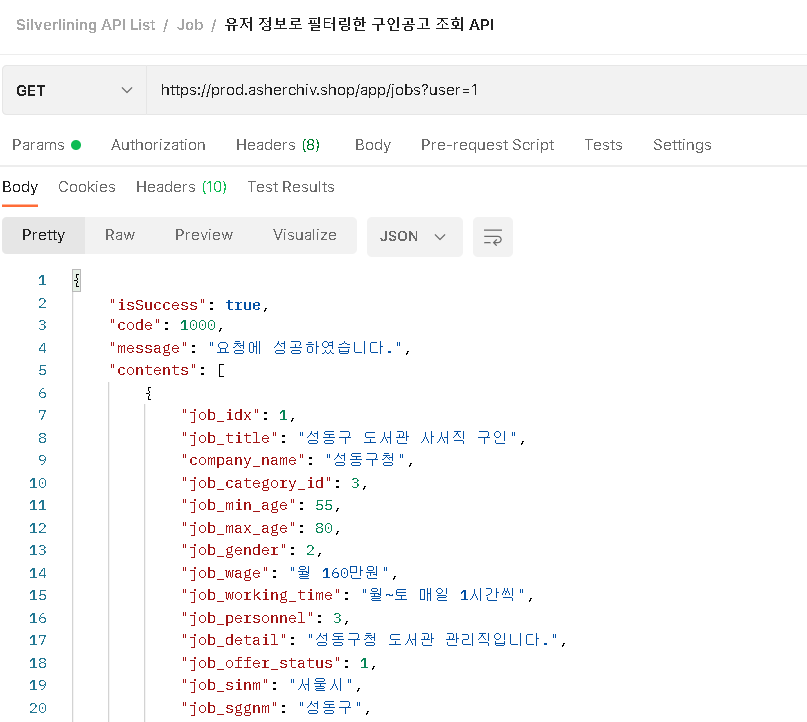 Silverlining API List / Job / 유저 정보로 필터링한 구인공고 조회 API
GET https://prod.asherchiv.shop/app/jobs?user=1
Params Authorization Headers (8) Body Pre-request Script Tests Settings
Body Cookies Headers (10) Test Results
Pretty Raw Preview Visualize JSON
1 {
2 "isSuccess": true,
3 "code": 1000,
4 "message": "요청에 성공하였습니다.",
5 "contents": [
6 {
7 "job_idx": 1,
8 "job_title": "성동구 도서관 사서직 구인",
9 "company_name": "성동구청",
10 "job_category_id": 3,
11 "job_min_age": 55,
12 "job_max_age": 80,
13 "job_gender": 2,
14 "job_wage": "월 160만원",
15 "job_working_time": "월~토 매일 1시간씩",
16 "job_personnel": 3,
17 "job_detail": "성동구청 도서관 관리직입니다.",
18 "job_offer_status": 1,
19 "job_sinm": "서울시",
20 "job_sggnm": "성동구",